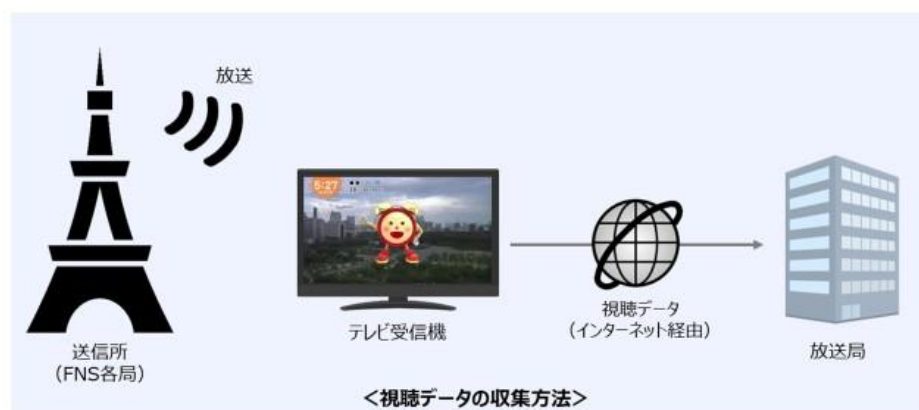 放送
5:27
テレビ受信機
視聴データ
（インターネット経由）
送信所
（FNS各局）
放送局
＜視聴データの収集方法＞